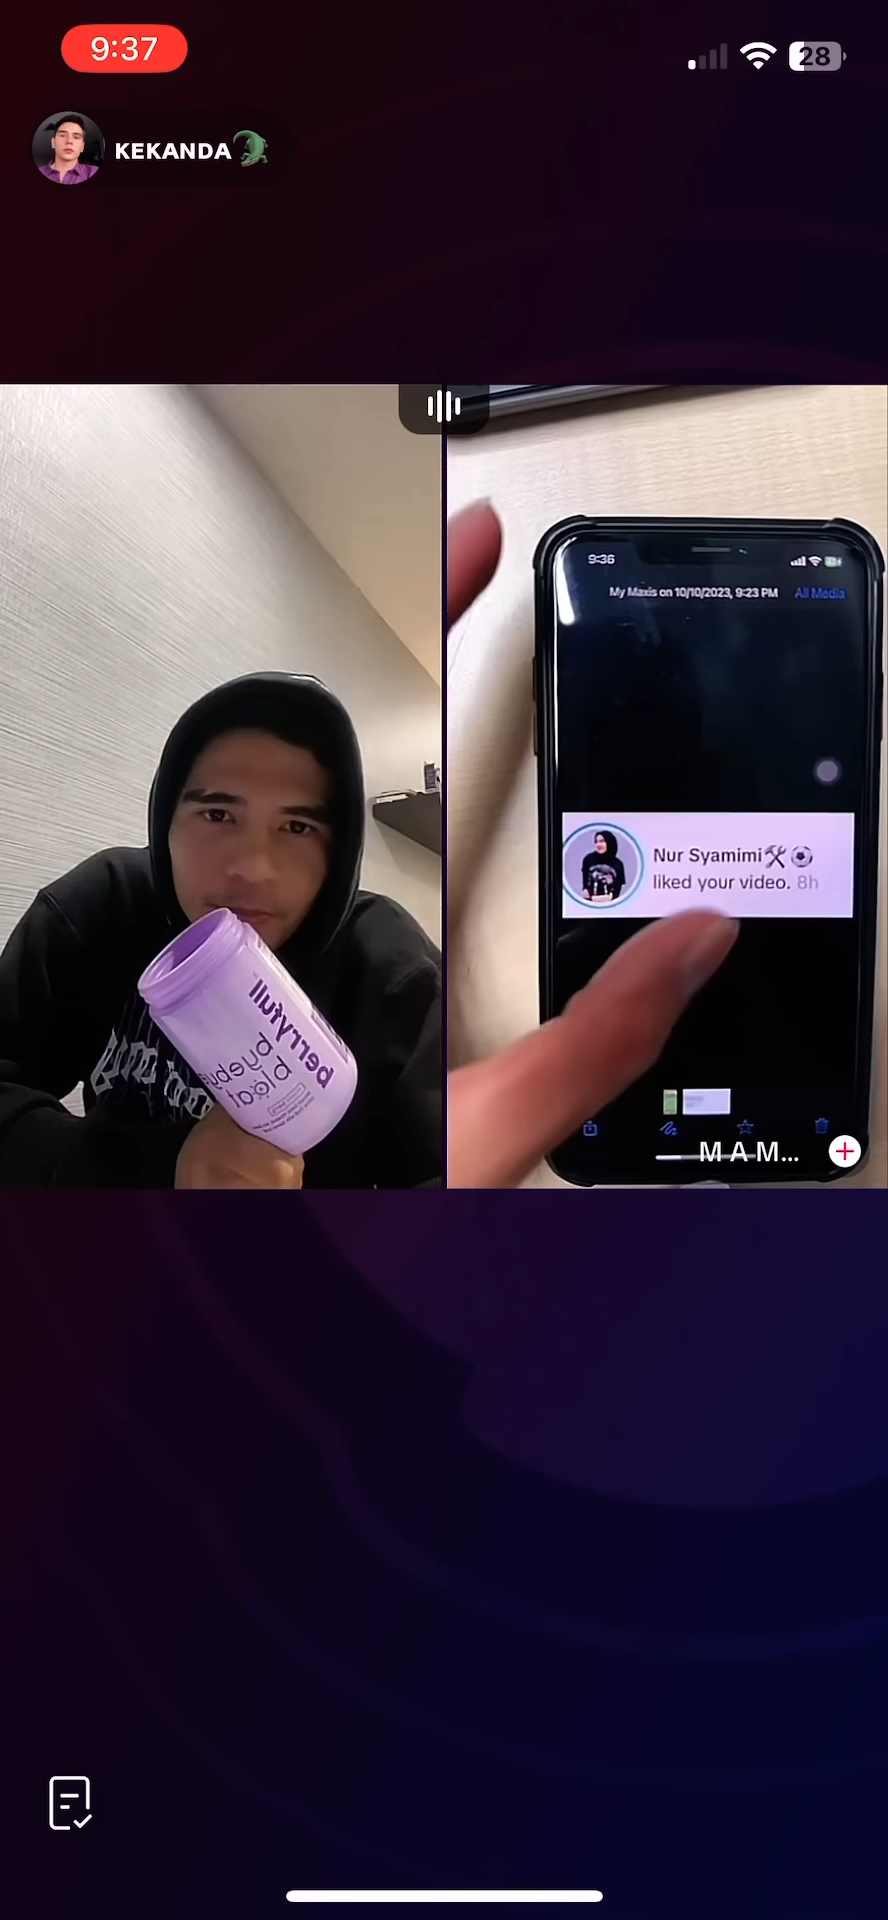 9:37
28
KEKANDA🐊
berryfull
byebye
bloat
9:36
My Maxis on 10/10/2023, 9:23 PM
All Media
Nur Syamimi🛠️⚽
liked your video. 8h
M A M...